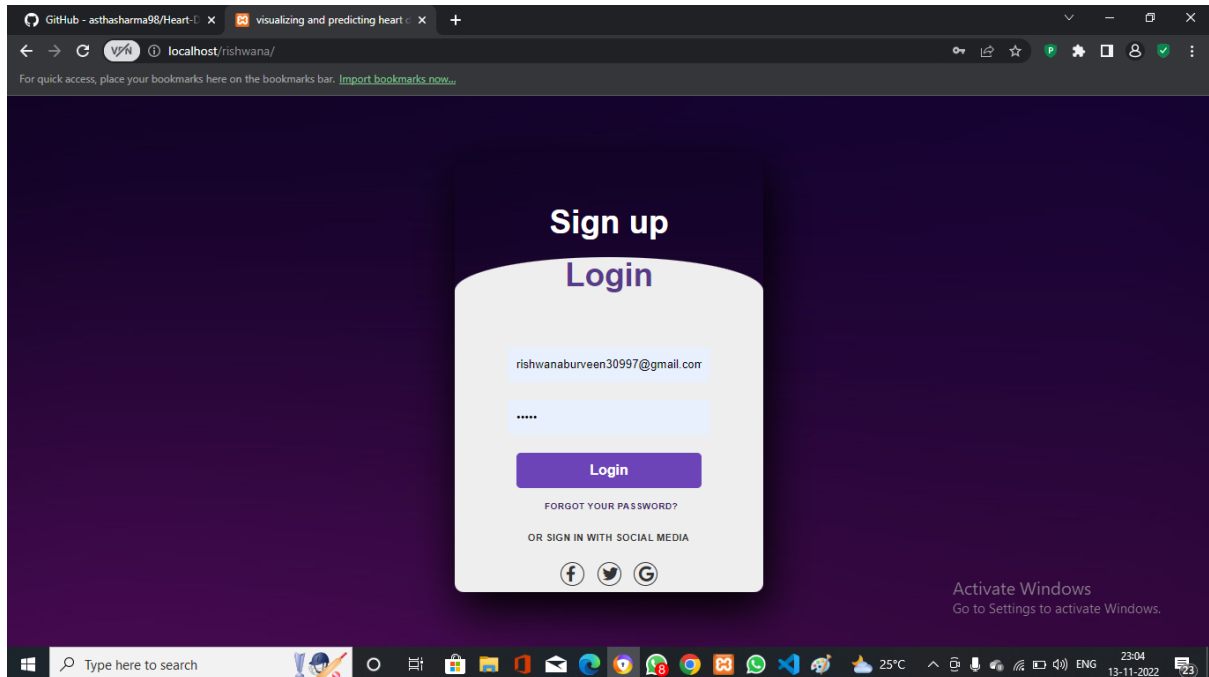 GitHub - asthasharma98/Heart-D
visualizing and predicting heart d
VPN localhost/rishwana/
For quick access, place your bookmarks here on the bookmarks bar. Import bookmarks now...
Sign up
Login
rishwanaburveen30997@gmail.com
•••••
Login
FORGOT YOUR PASSWORD?
OR SIGN IN WITH SOCIAL MEDIA
Activate Windows
Go to Settings to activate Windows.
Type here to search
25°C
ENG
23:04
13-11-2022
23